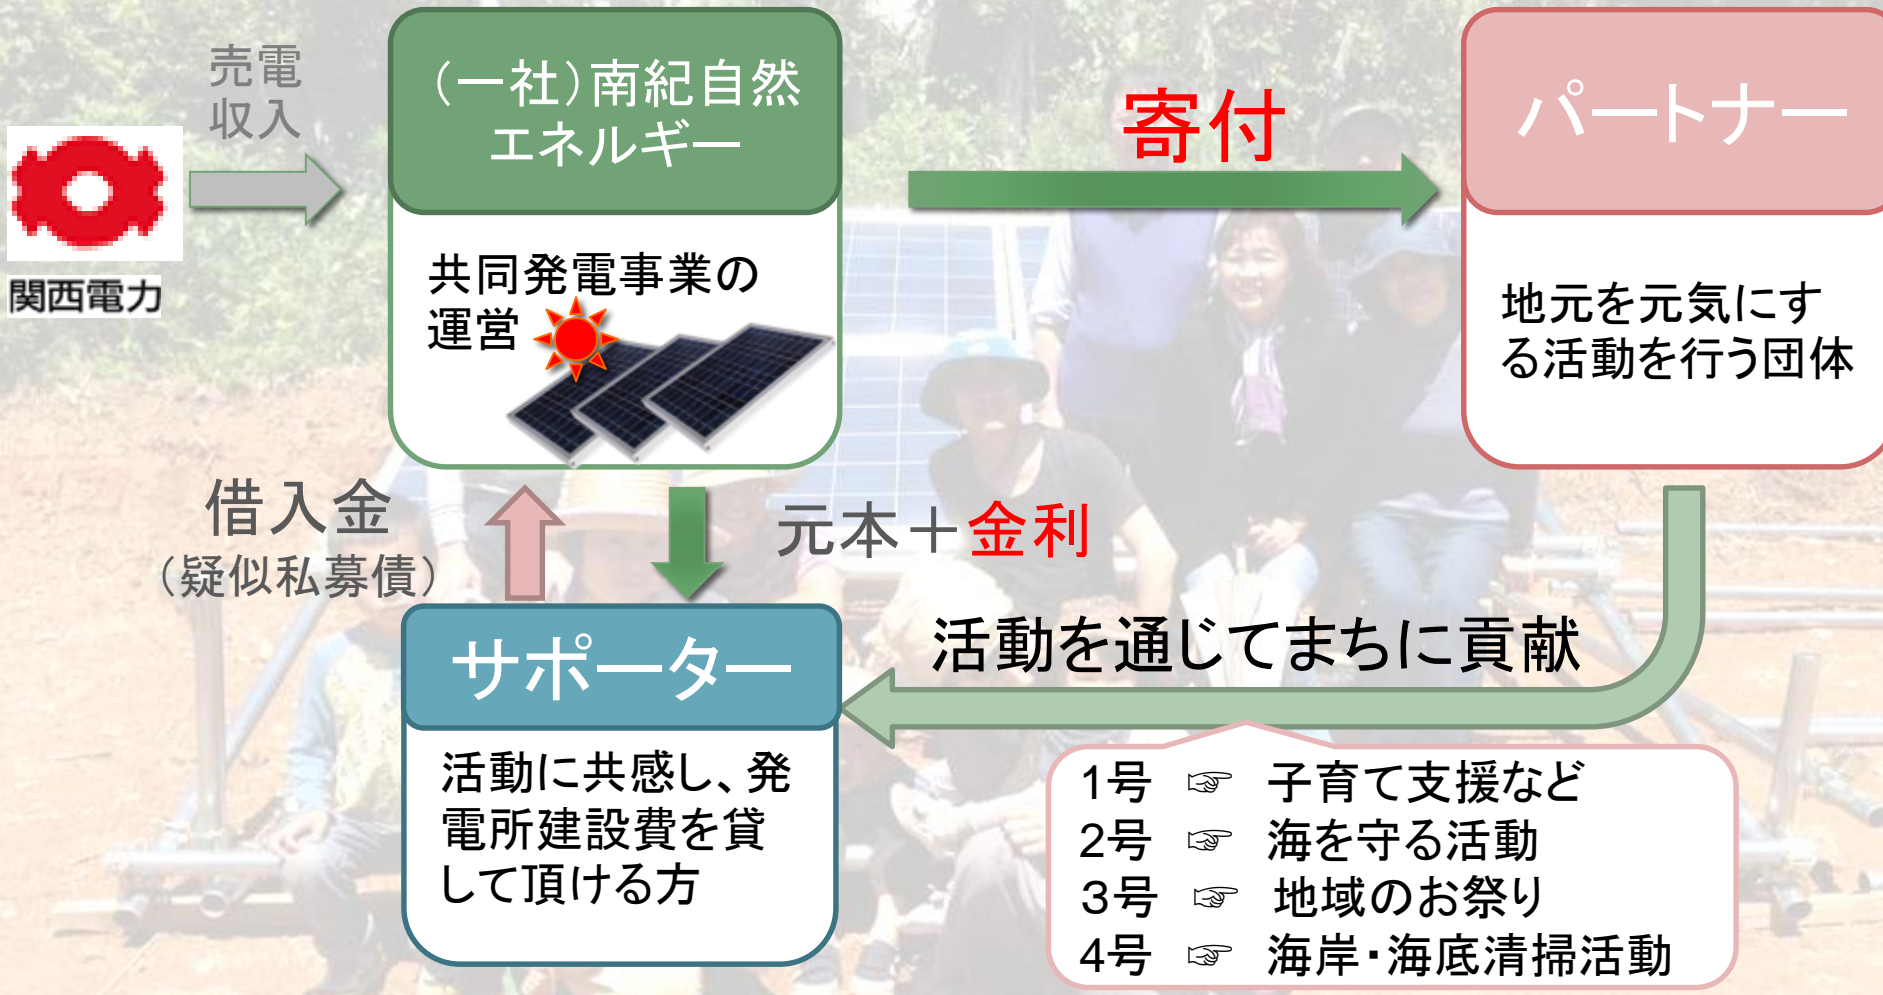 売電
収入
関西電力
（一社）南紀自然
エネルギー
共同発電事業の
運営
寄付
パートナー
地元を元気にす
る活動を行う団体
借入金
（疑似私募債）
元本＋金利
サポーター
活動に共感し、発
電所建設費を貸
して頂ける方
活動を通じてまちに貢献
1号 ☞ 子育て支援など
2号 ☞ 海を守る活動
3号 ☞ 地域のお祭り
4号 ☞ 海岸・海底清掃活動